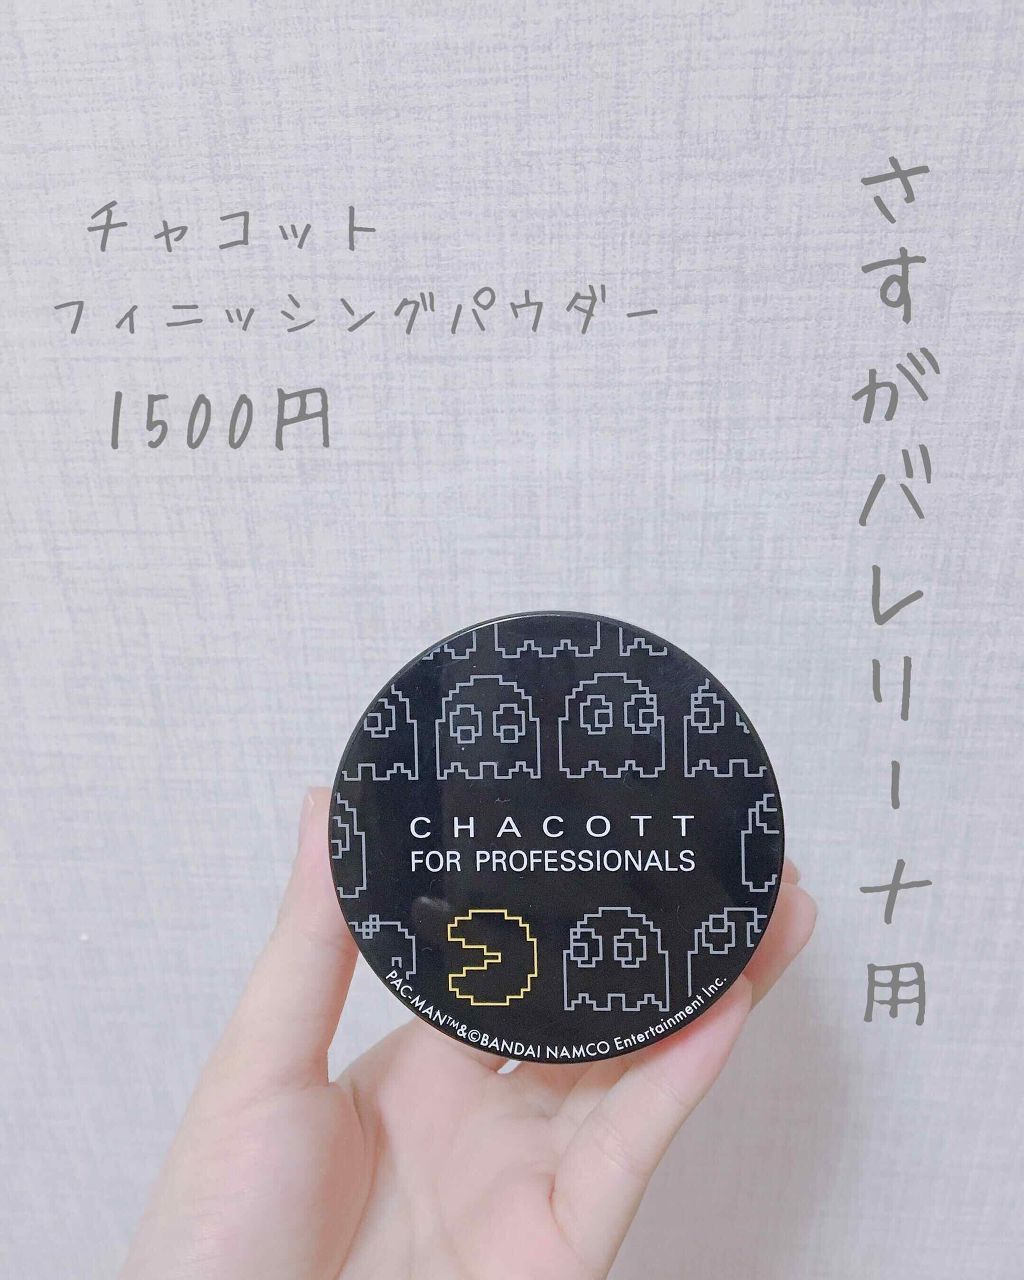 チャコット
フィニッシングパウダー
1500円
さすがバレリーナ用
CHACOTT
FOR PROFESSIONALS
PAC-MAN™&©BANDAI NAMCO Entertainment Inc.